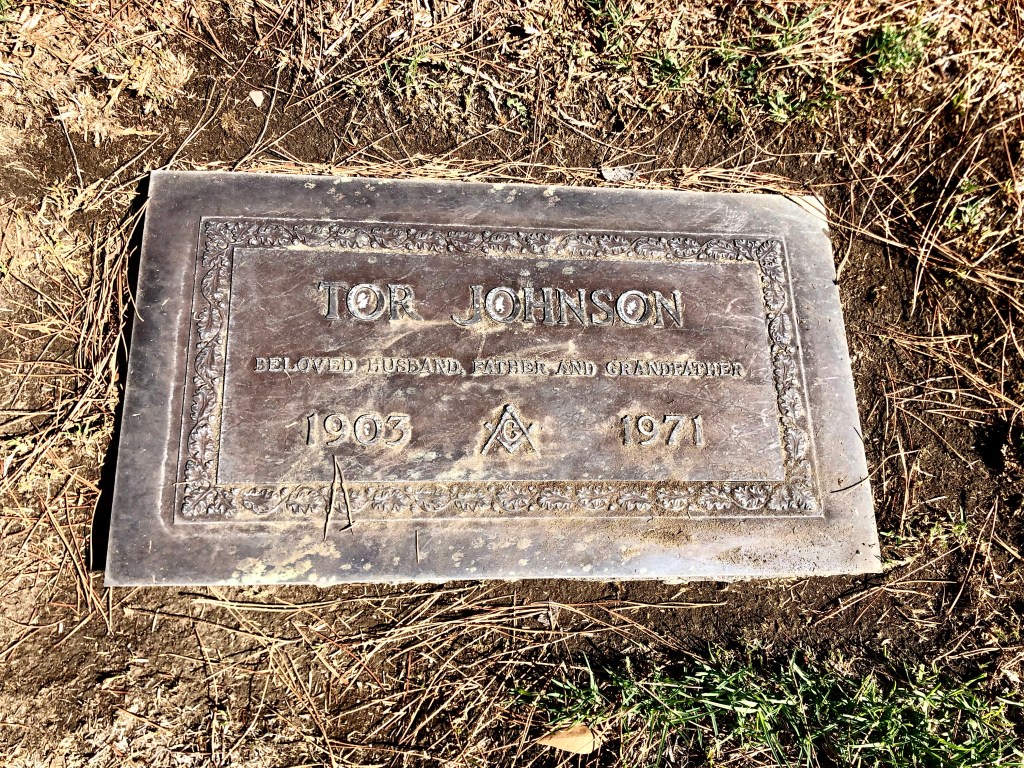 TOR JOHNSON
BELOVED HUSBAND, FATHER AND GRANDFATHER
1903 G 1971